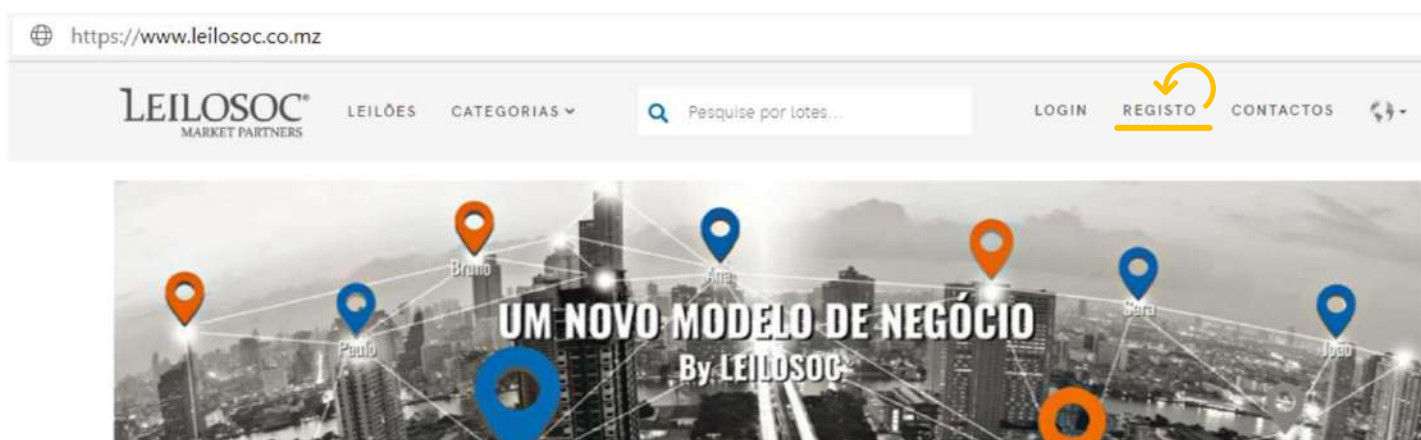 https://www.leilosoc.co.mz
LEILOSOC® LEILÕES CATEGORIAS Pesquise por lotes... LOGIN REGISTO CONTACTOS
MARKET PARTNERS
Bruno Ana Sara
Paulo João
UM NOVO MODELO DE NEGÓCIO
By LEILOSOC®